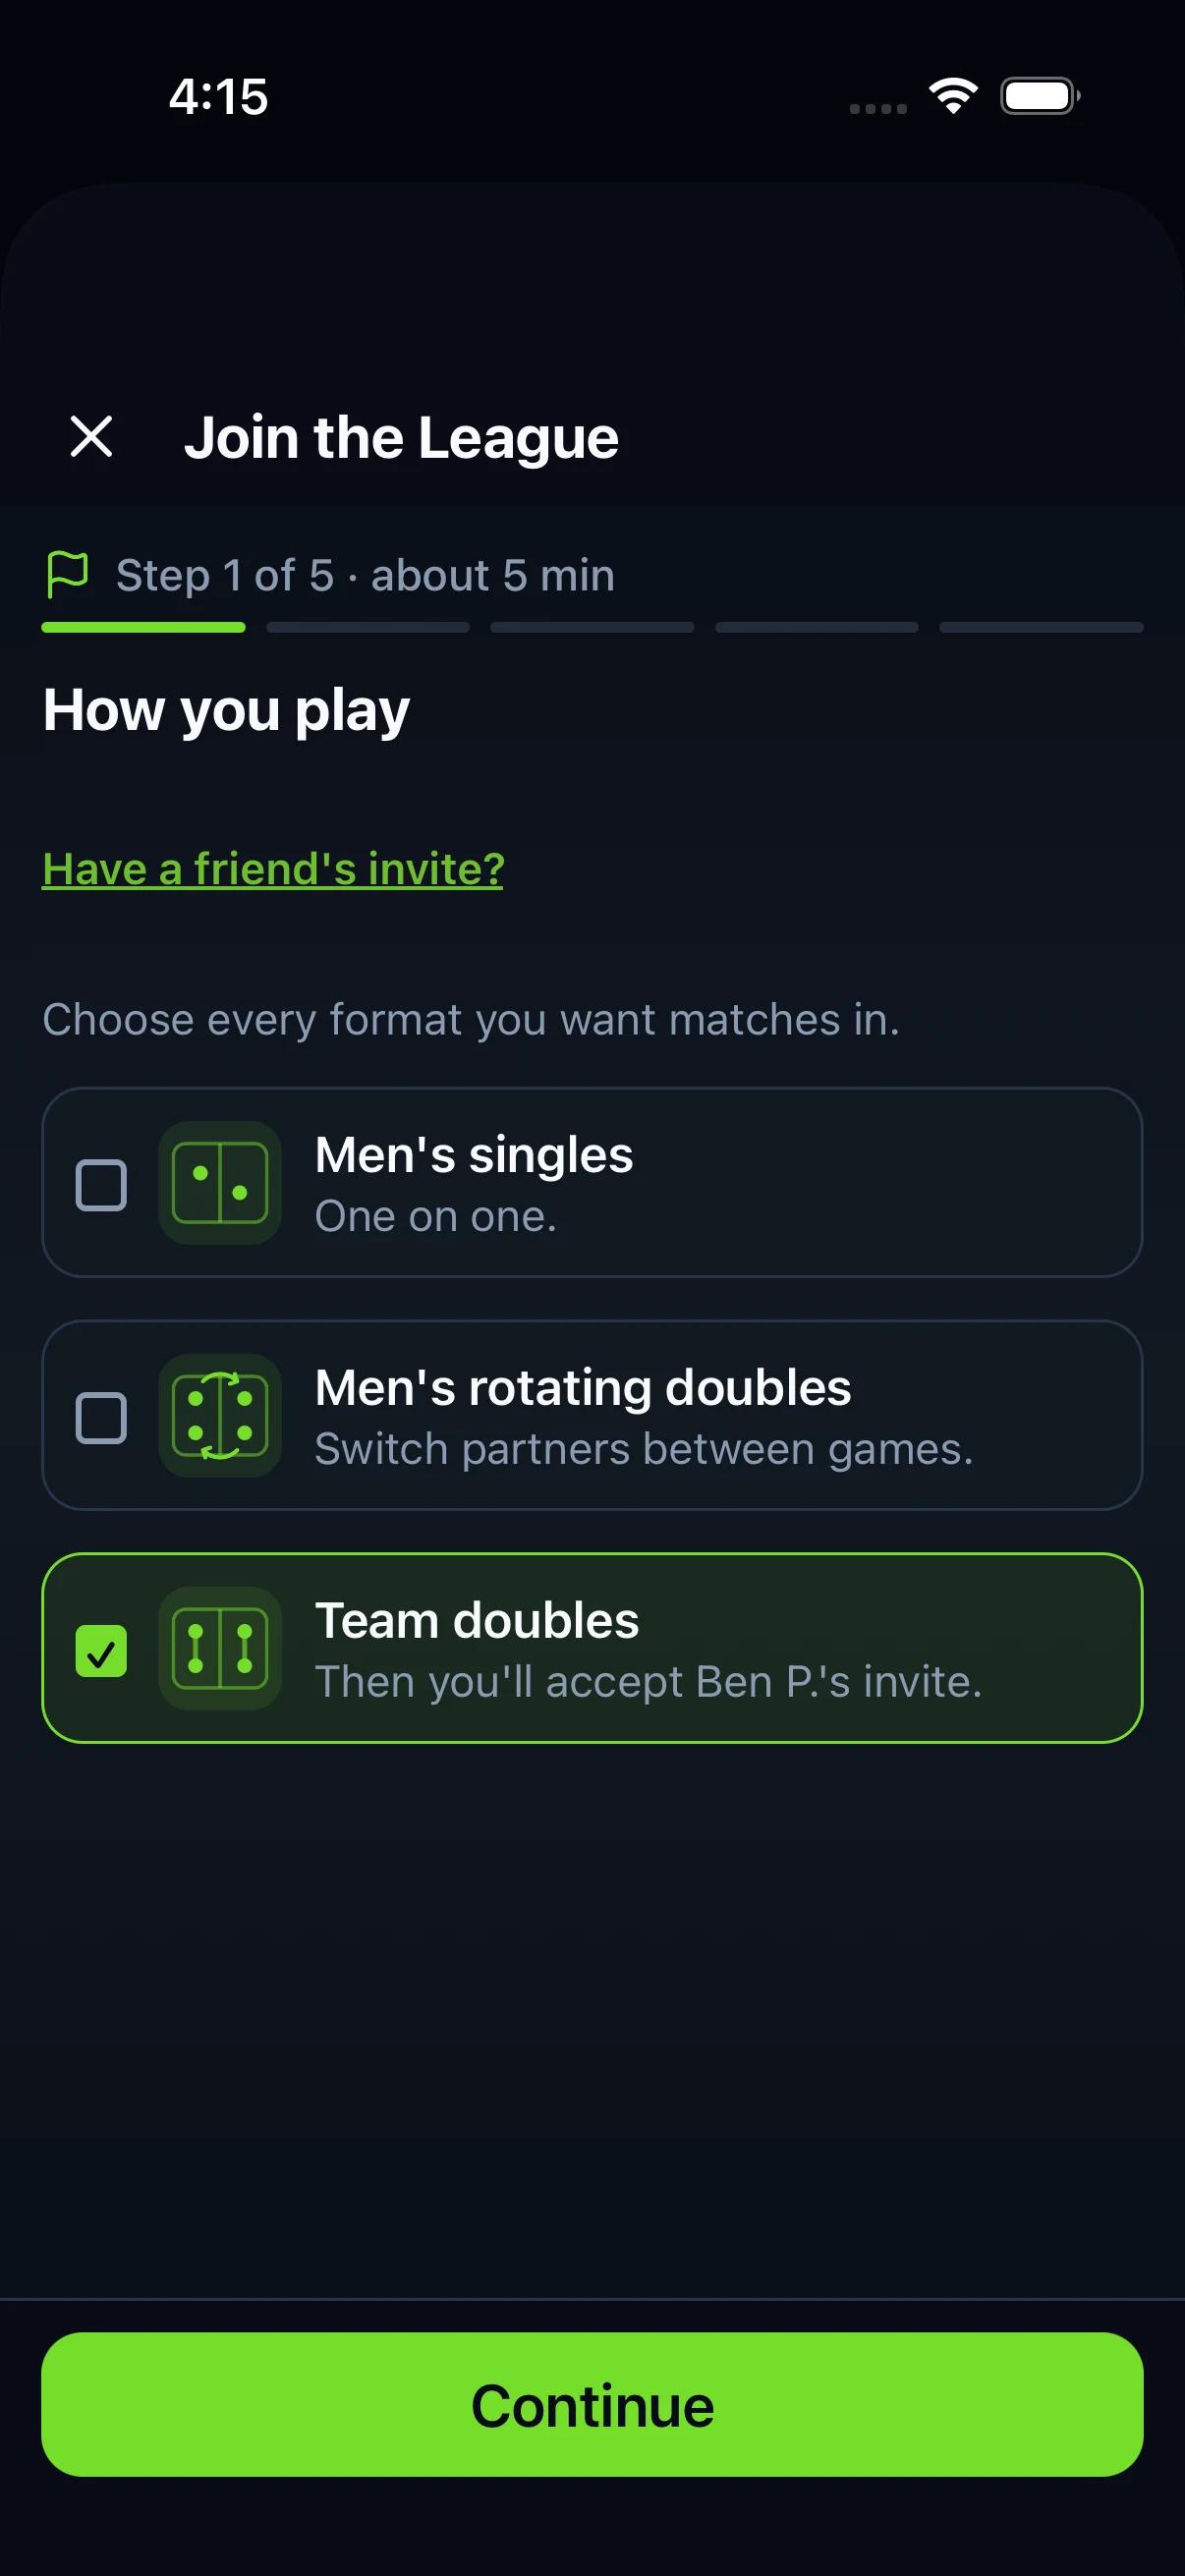 4:15
Join the League
Step 1 of 5 · about 5 min
How you play
Have a friend's invite?
Choose every format you want matches in.
Men's singles
One on one.
Men's rotating doubles
Switch partners between games.
Team doubles
Then you'll accept Ben P.'s invite.
Continue